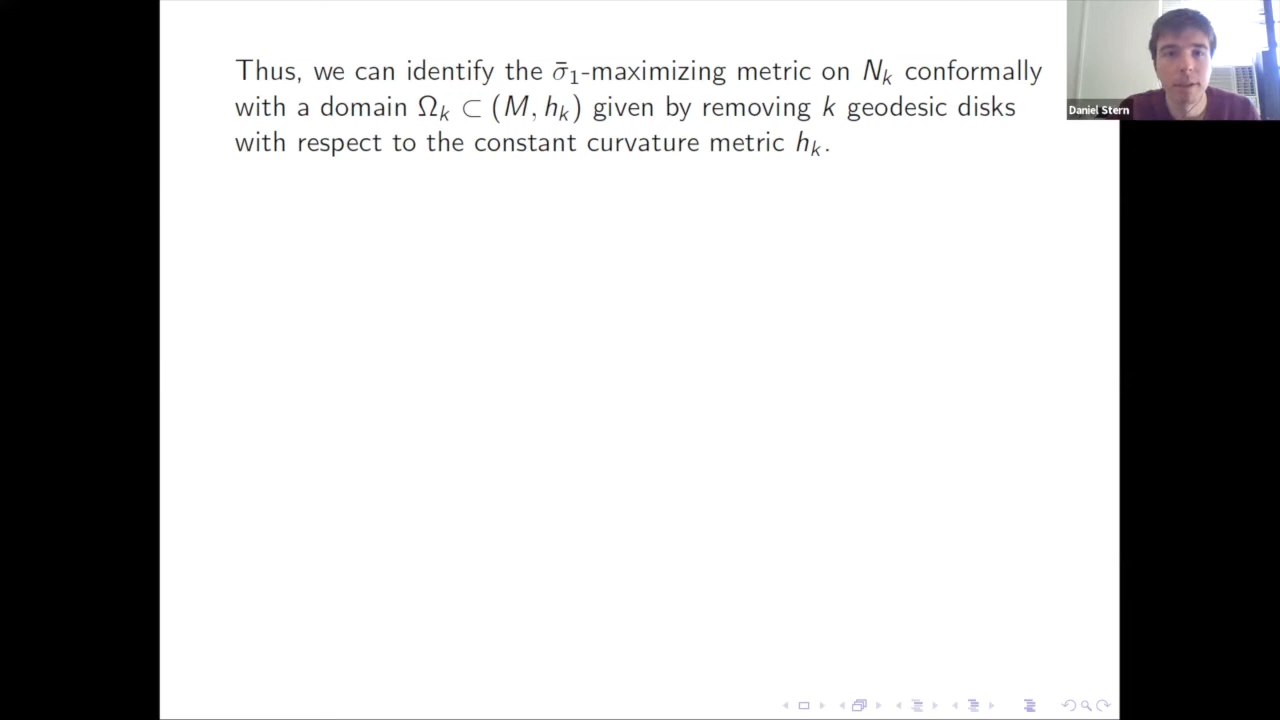 Thus, we can identify the σ̄₁-maximizing metric on Nₖ conformally
with a domain Ωₖ ⊂ (M, hₖ) given by removing k geodesic disks
with respect to the constant curvature metric hₖ.
Daniel Stern